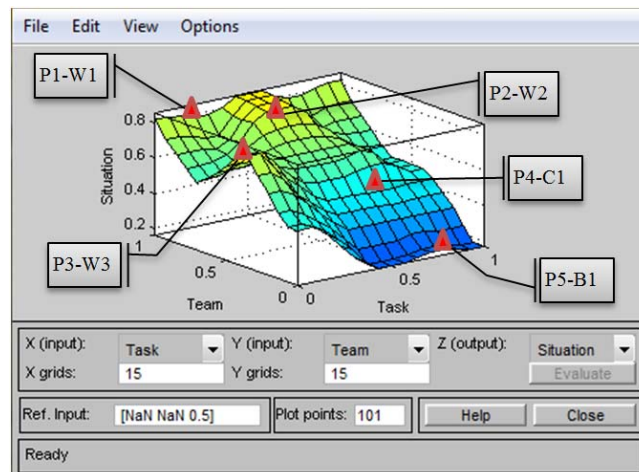 File Edit View Options
P1-W1
P2-W2
P4-C1
P3-W3
P5-B1
0.8
0.6
0.4
0.2
Situation
1
0.5
0
Team
0
0.5
1
Task
X (input): Task Y (input): Team Z (output): Situation
X grids: 15 Y grids: 15 Evaluate
Ref. Input: [NaN NaN 0.5] Plot points: 101 Help Close
Ready